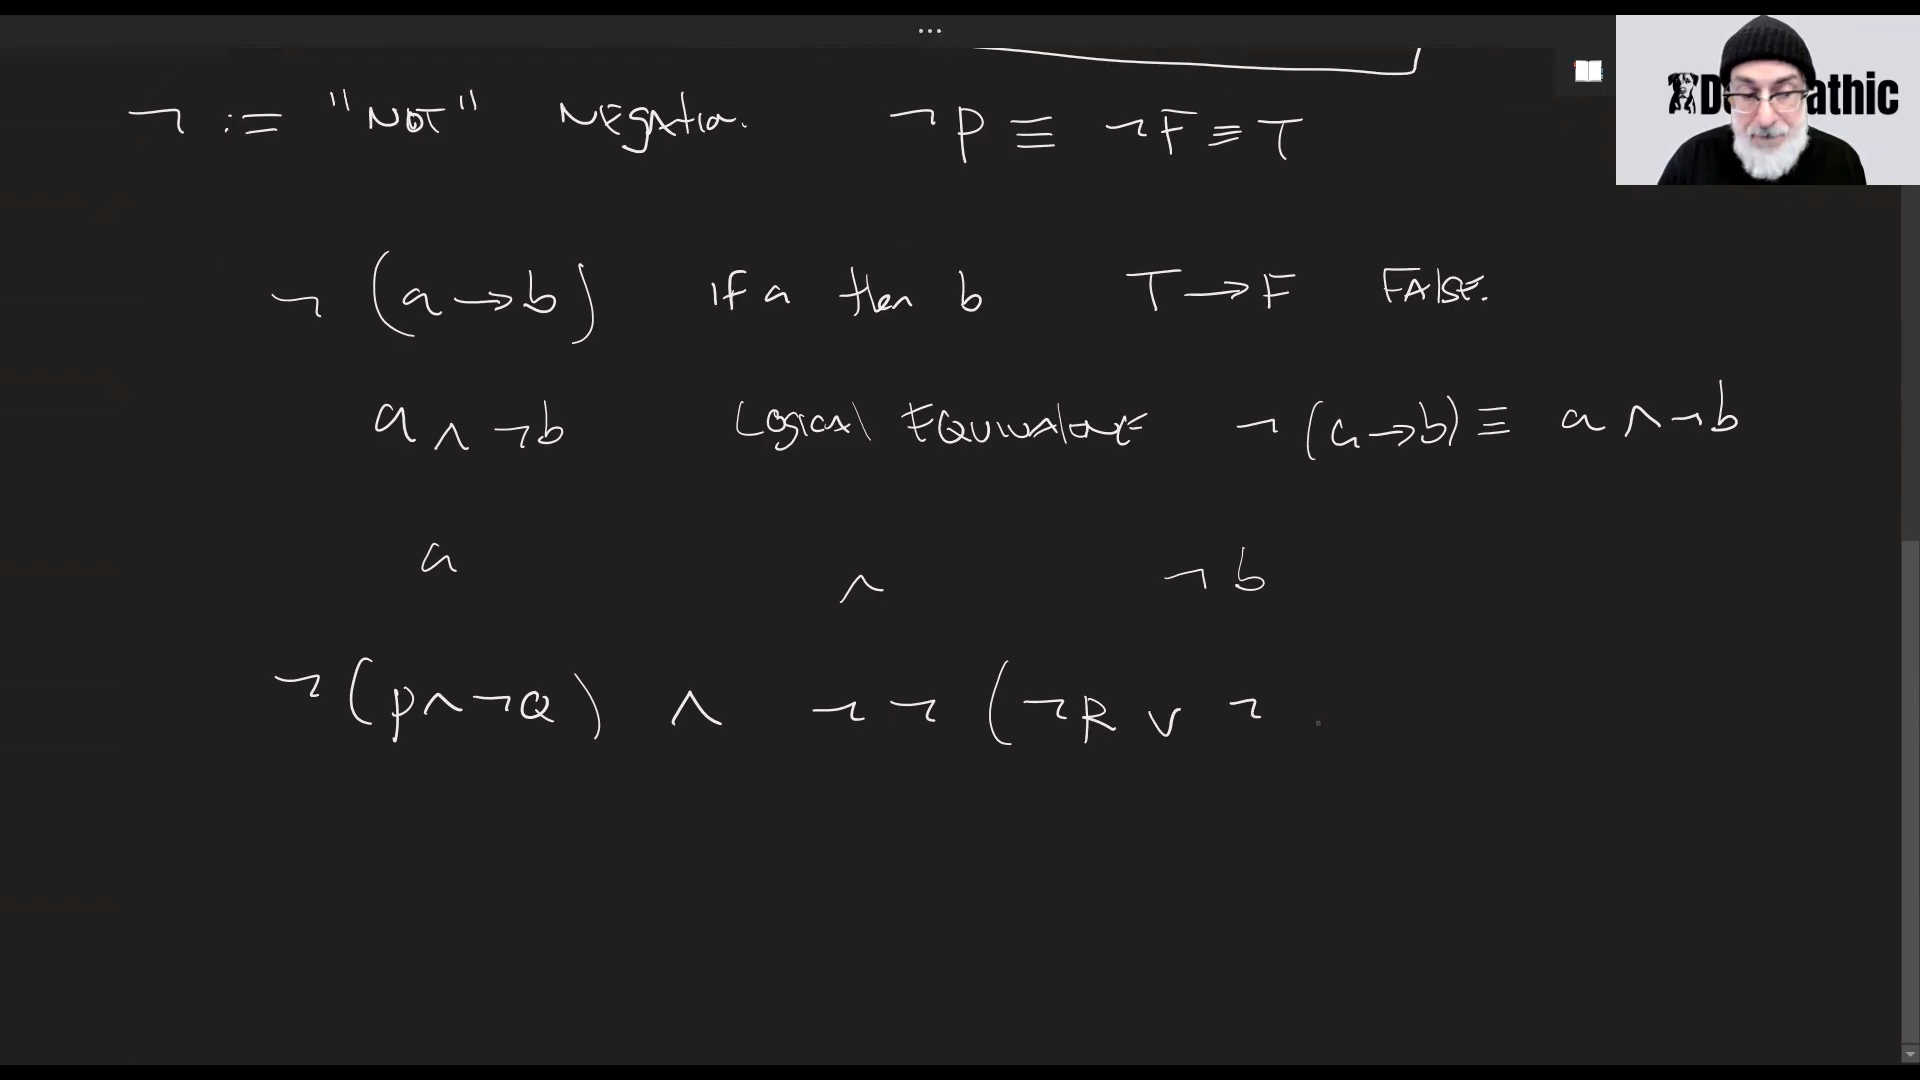 ¬ := "NOT" NEgAtion. ¬P ≡ ¬F ≡ T
¬(a→b) If a then b T→F FAlSE.
a ∧ ¬b Logical EQUIVAlence ¬(a→b) ≡ a ∧ ¬b
a ∧ ¬b
¬(P∧¬Q) ∧ ¬¬(¬R ∨ ¬